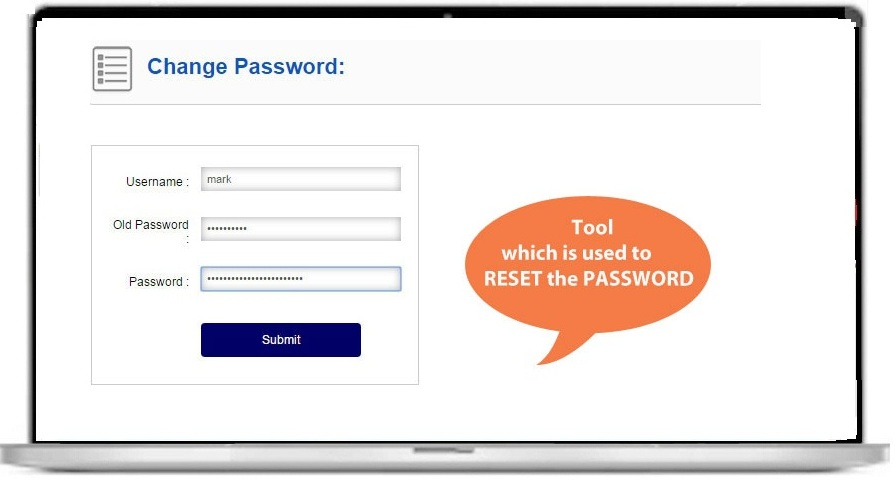 Change Password:
Username : mark
Old Password : ••••••••••
Password : ••••••••••••••••••••••••
Submit
Tool
which is used to
RESET the PASSWORD